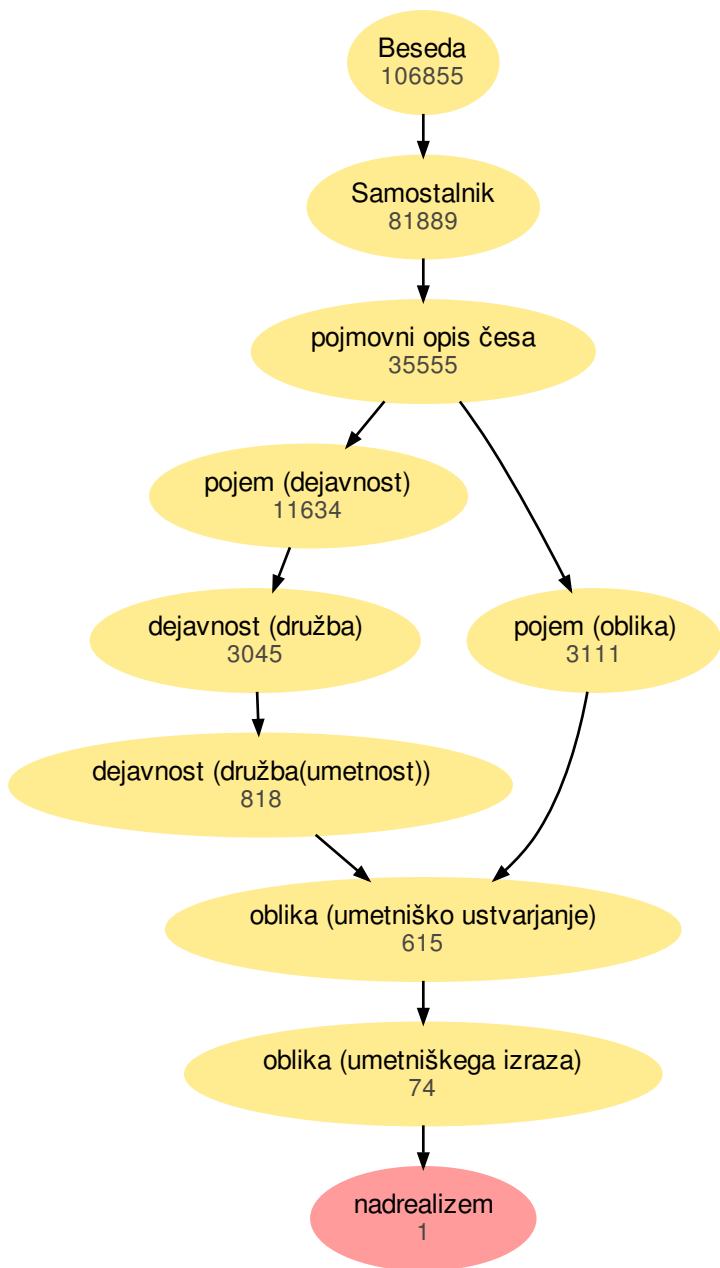 Beseda
106855
Samostalnik
81889
pojmovni opis česa
35555
pojem (dejavnost)
11634
dejavnost (družba)
3045
pojem (oblika)
3111
dejavnost (družba(umetnost))
818
oblika (umetniško ustvarjanje)
615
oblika (umetniškega izraza)
74
nadrealizem
1